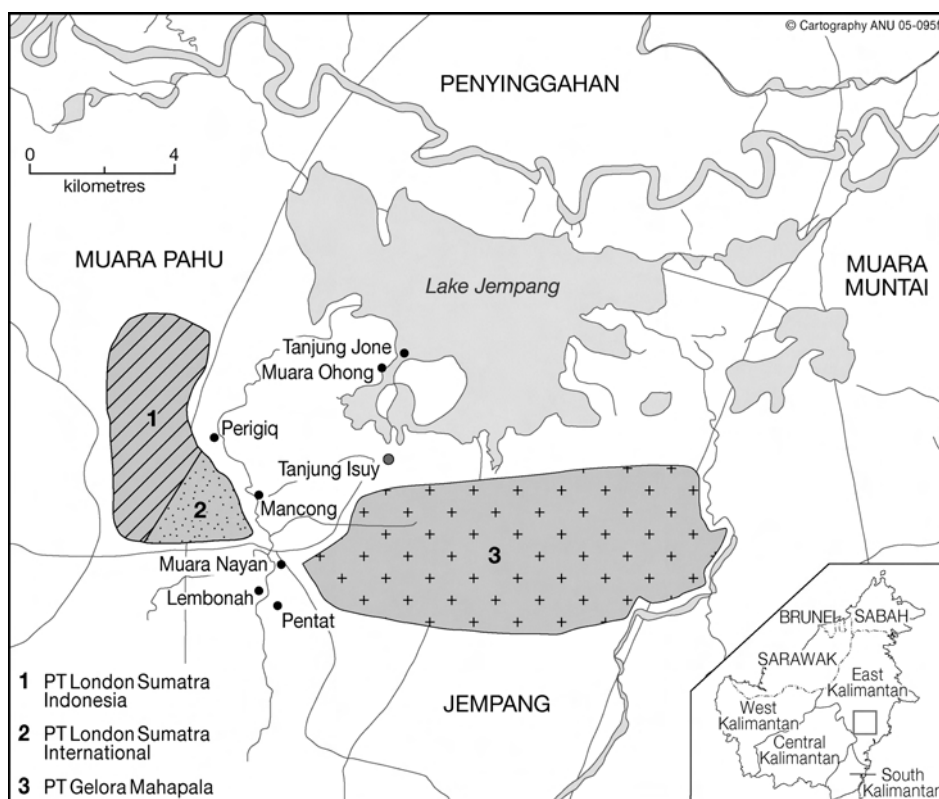 © Cartography ANU 05-095f
PENYINGGAHAN
0 4
kilometres
MUARA PAHU
Lake Jempang
MUARA
MUNTAI
Tanjung Jone
Muara Ohong
1
Perigiq
Tanjung Isuy
2
Mancong
3
Muara Nayan
Lembonah
Pentat
JEMPANG
1 PT London Sumatra
Indonesia
2 PT London Sumatra
International
3 PT Gelora Mahapala
BRUNEI
SABAH
SARAWAK
East
Kalimantan
West
Kalimantan
Central
Kalimantan
South
Kalimantan